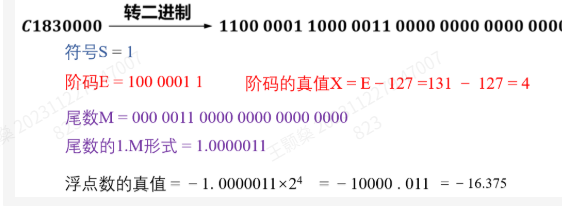 C1830000 转二进制 1100 0001 1000 0011 0000 0000 0000 0000
符号S = 1
阶码E = 100 0001 1 阶码的真值X = E − 127 =131 − 127 = 4
尾数M = 000 0011 0000 0000 0000 0000
尾数的1.M形式 = 1.0000011
浮点数的真值 = − 1. 0000011×2⁴ = − 10000 . 011 = − 16.375